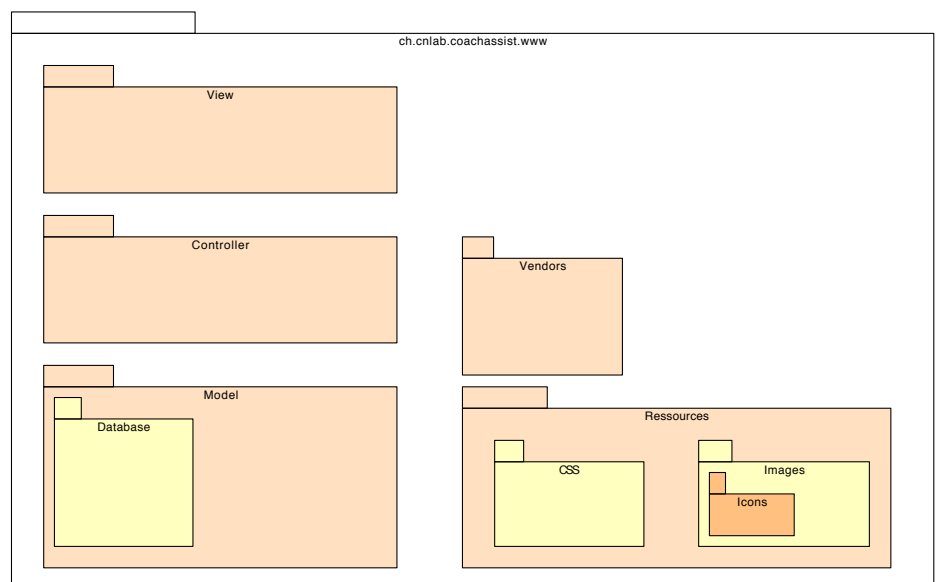 ch.cnlab.coachassist.www
View
Controller
Vendors
Model
Database
Ressources
CSS
Images
Icons